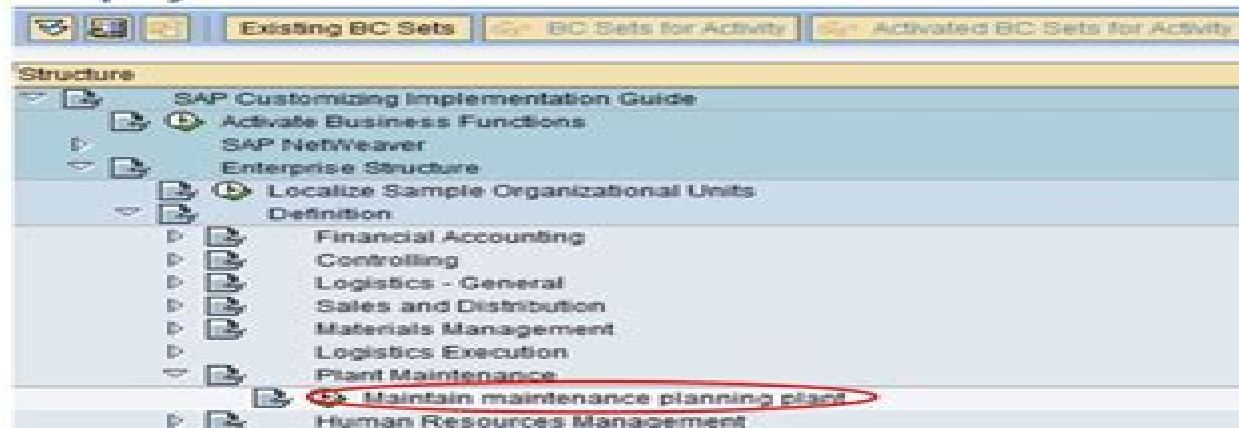 Existing BC Sets BC Sets for Activity Activated BC Sets for Activity
Structure
SAP Customizing Implementation Guide
Activate Business Functions
SAP NetWeaver
Enterprise Structure
Localize Sample Organizational Units
Definition
Financial Accounting
Controlling
Logistics - General
Sales and Distribution
Materials Management
Logistics Execution
Plant Maintenance
Maintain maintenance planning plant
Human Resources Management